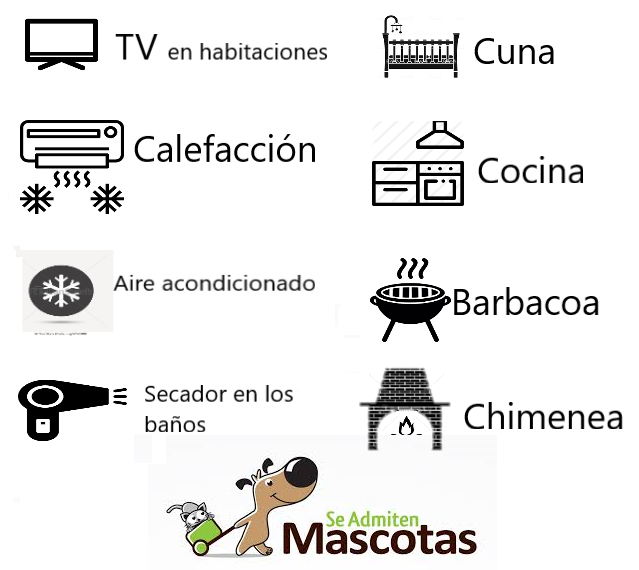 TV en habitaciones
Cuna
Calefacción
Cocina
Aire acondicionado
Barbacoa
Secador en los
baños
Chimenea
Se Admiten
Mascotas